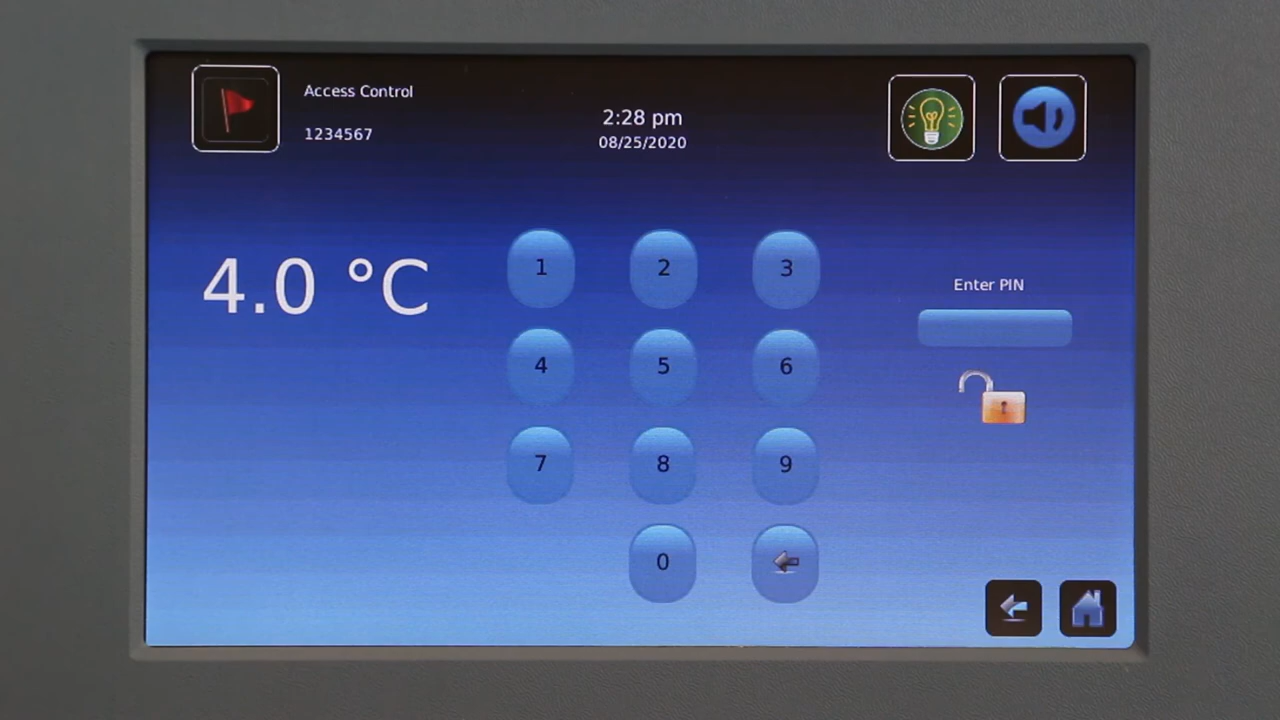 Access Control
1234567
2:28 pm
08/25/2020
4.0 °C
1 2 3
4 5 6
7 8 9
0
Enter PIN